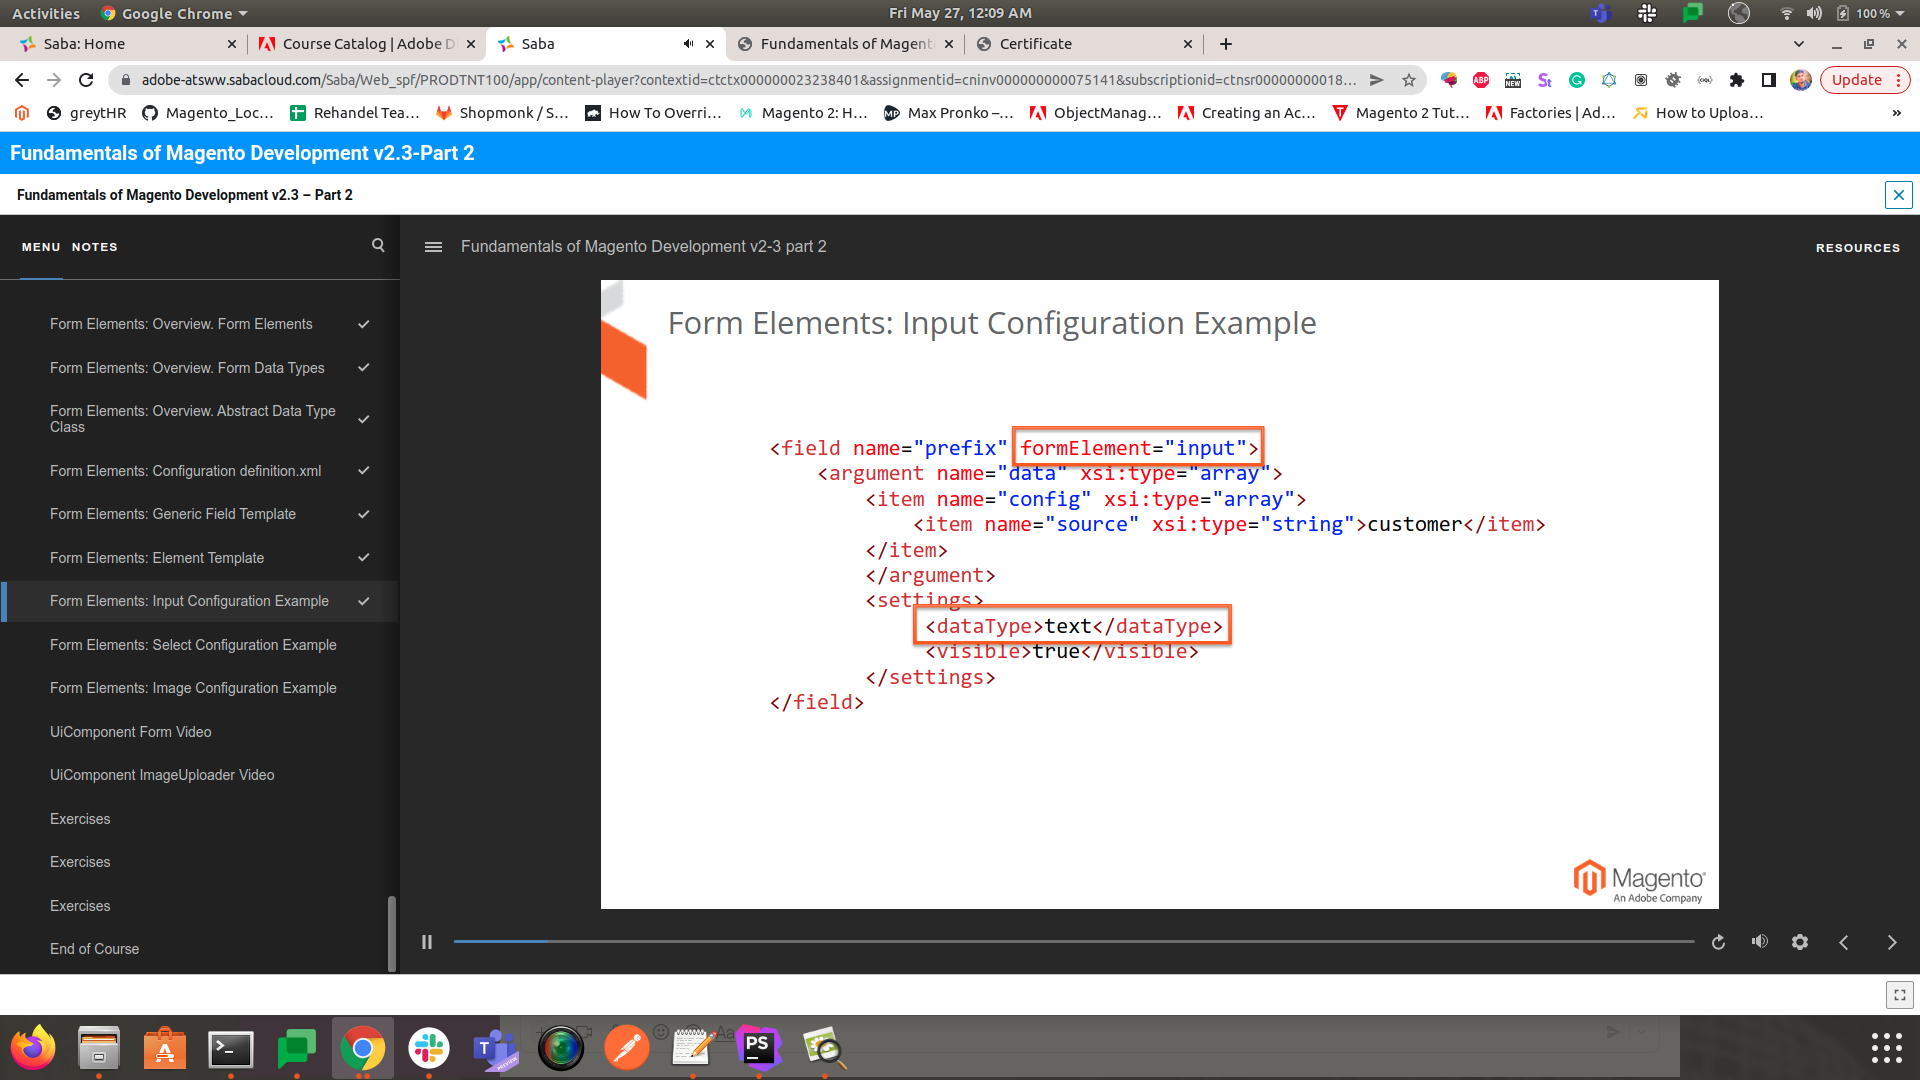 Activities Google Chrome Fri May 27, 12:09 AM 100 %
Saba: Home Course Catalog | Adobe D Saba Fundamentals of Magent Certificate
adobe-atsww.sabacloud.com/Saba/Web_spf/PRODTNT100/app/content-player?contextid=ctctx000000023238401&assignmentid=cninv000000000075141&subscriptionid=ctnsr00000000018... ABP NEW St Update
greytHR Magento_Loc... Rehandel Tea... Shopmonk / S... How To Overri... Magento 2: H... Max Pronko –... ObjectManag... Creating an Ac... Magento 2 Tut... Factories | Ad... How to Uploa... »
Fundamentals of Magento Development v2.3-Part 2
Fundamentals of Magento Development v2.3 – Part 2
MENU NOTES
Fundamentals of Magento Development v2-3 part 2
RESOURCES
Form Elements: Overview. Form Elements
Form Elements: Overview. Form Data Types
Form Elements: Overview. Abstract Data Type
Class
Form Elements: Configuration definition.xml
Form Elements: Generic Field Template
Form Elements: Element Template
Form Elements: Input Configuration Example
Form Elements: Select Configuration Example
Form Elements: Image Configuration Example
UiComponent Form Video
UiComponent ImageUploader Video
Exercises
Exercises
Exercises
End of Course
Form Elements: Input Configuration Example
<field name="prefix" formElement="input">
<argument name="data" xsi:type="array">
<item name="config" xsi:type="array">
<item name="source" xsi:type="string">customer</item>
</item>
</argument>
<settings>
<dataType>text</dataType>
<visible>true</visible>
</settings>
</field>
Magento
An Adobe Company
PS